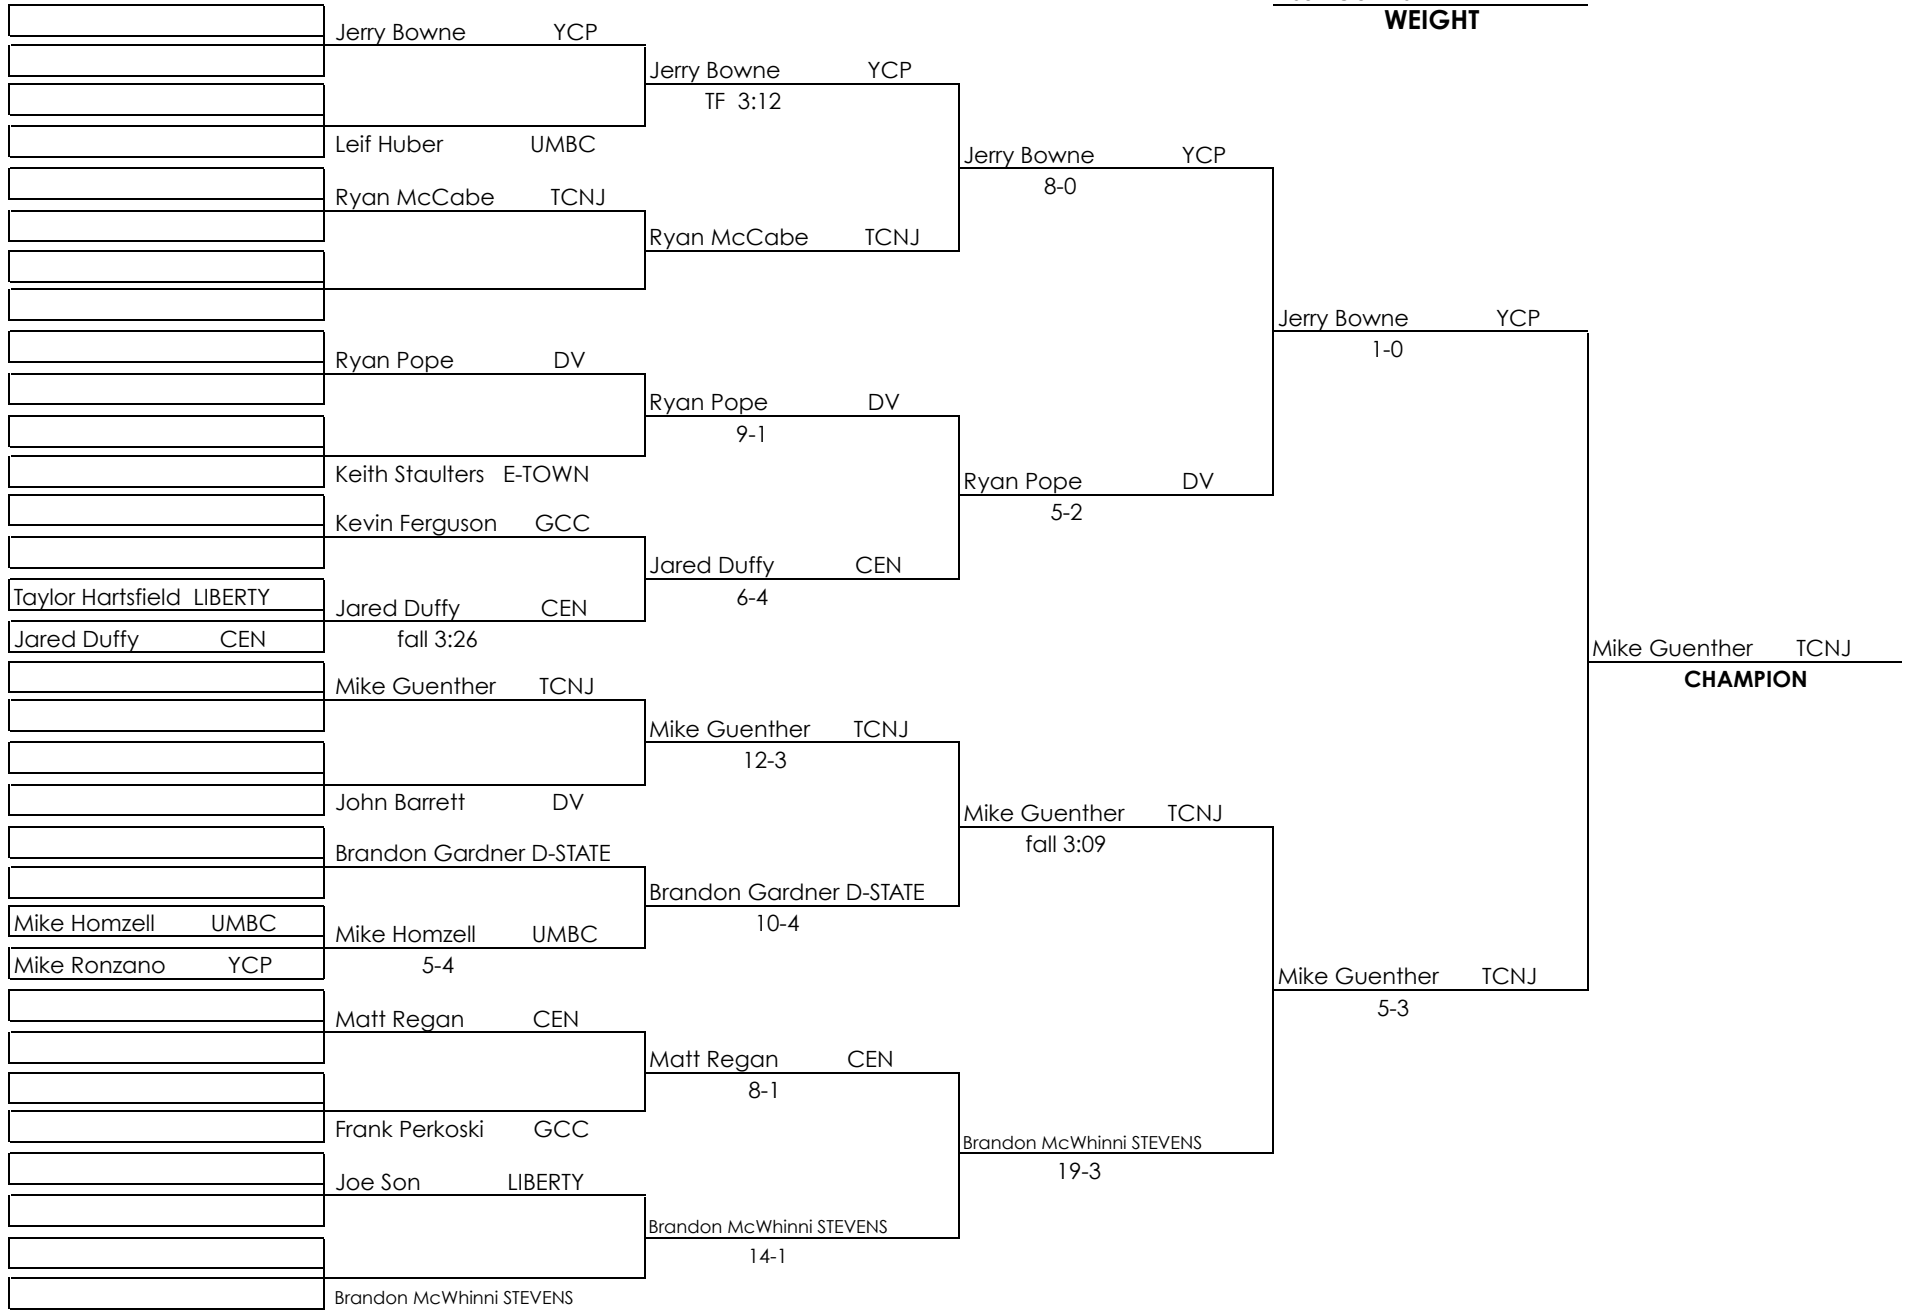 WEIGHT
Jerry Bowne YCP
Jerry Bowne YCP
TF 3:12
Leif Huber UMBC
Jerry Bowne YCP
8-0
Ryan McCabe TCNJ
Ryan McCabe TCNJ
Jerry Bowne YCP
1-0
Ryan Pope DV
Ryan Pope DV
9-1
Keith Staulters E-TOWN
Ryan Pope DV
5-2
Kevin Ferguson GCC
Jared Duffy CEN
6-4
Taylor Hartsfield LIBERTY
Jared Duffy CEN
Jared Duffy CEN
fall 3:26
Mike Guenther TCNJ
CHAMPION
Mike Guenther TCNJ
Mike Guenther TCNJ
12-3
John Barrett DV
Mike Guenther TCNJ
fall 3:09
Brandon Gardner D-STATE
Brandon Gardner D-STATE
10-4
Mike Homzell UMBC
Mike Homzell UMBC
Mike Ronzano YCP
5-4
Mike Guenther TCNJ
5-3
Matt Regan CEN
Matt Regan CEN
8-1
Frank Perkoski GCC
Brandon McWhinni STEVENS
19-3
Joe Son LIBERTY
Brandon McWhinni STEVENS
14-1
Brandon McWhinni STEVENS